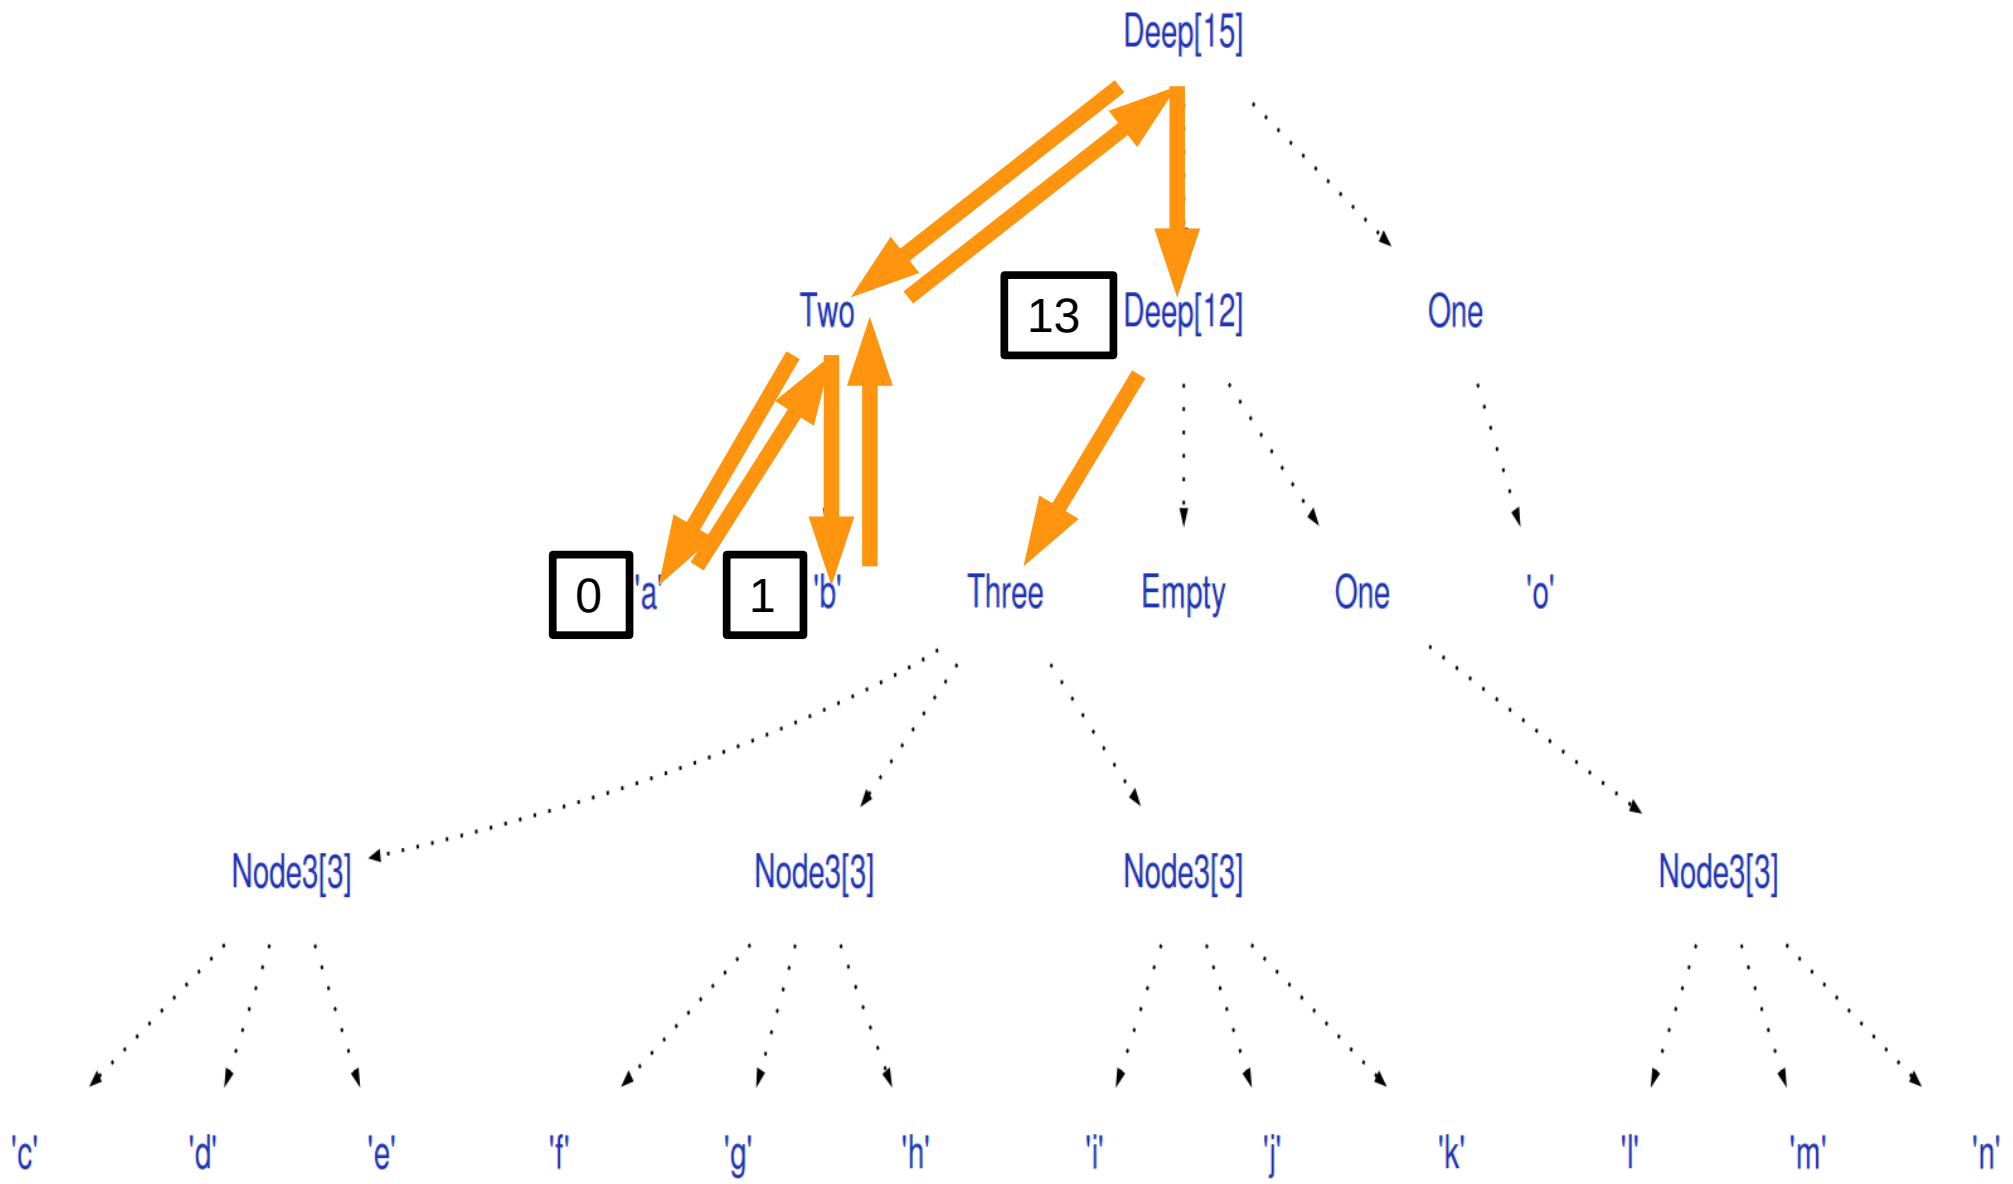 Deep[15]
Two
13
Deep[12]
One
0
'a'
1
'b'
Three
Empty
One
'o'
Node3[3]
Node3[3]
Node3[3]
Node3[3]
'c'
'd'
'e'
'f'
'g'
'h'
'i'
'j'
'k'
'l'
'm'
'n'